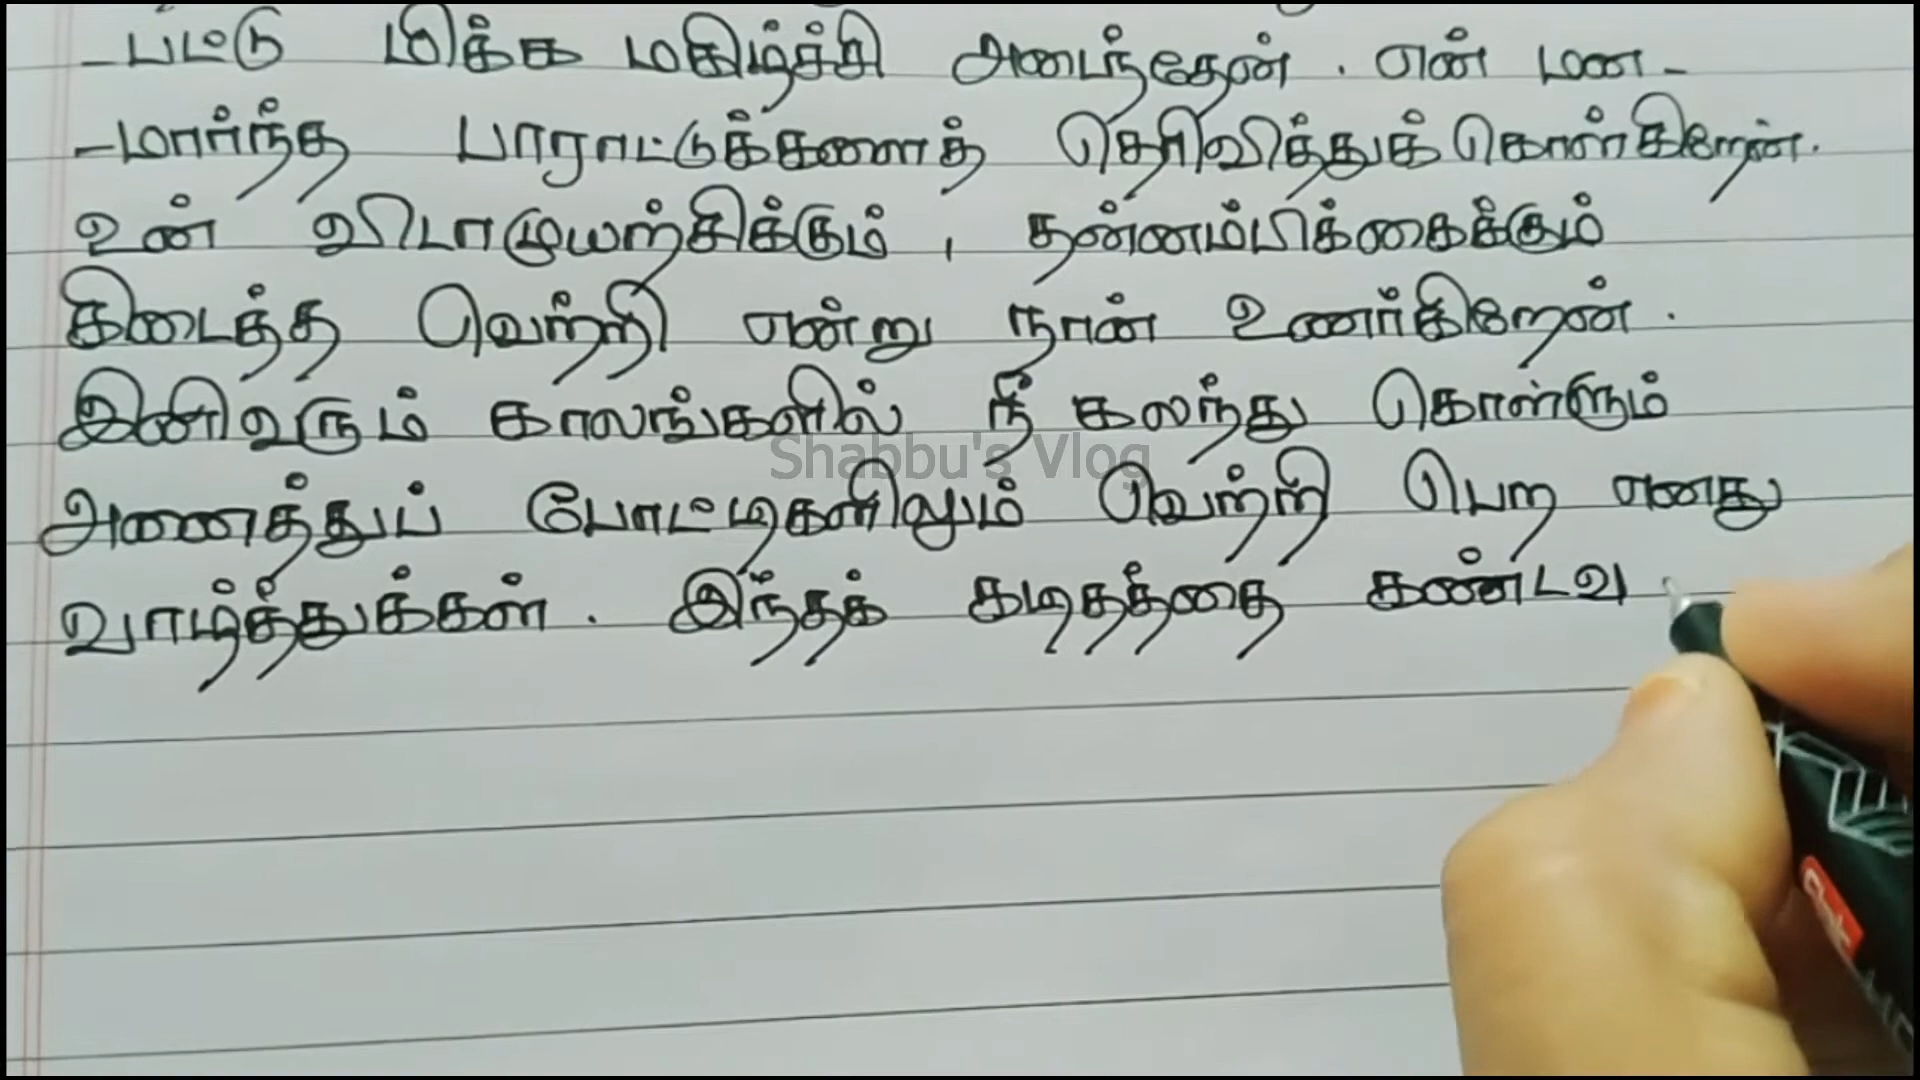 -பட்டு மிக்க மகிழ்ச்சி அடைந்தேன். என் மன-
-மார்ந்த பாராட்டுக்களைத் தெரிவித்துக் கொள்கிறேன்.
உன் விடாமுயற்சிக்கும், தன்னம்பிக்கைக்கும்
கிடைத்த வெற்றி என்று நான் உணர்கிறேன்.
இனிவரும் காலங்களில் நீ கலந்து கொள்ளும்
Shabbu's Vlog
அனைத்துப் போட்டிகளிலும் வெற்றி பெற எனது
வாழ்த்துக்கள். இந்தக் கடிதத்தை கண்டவ